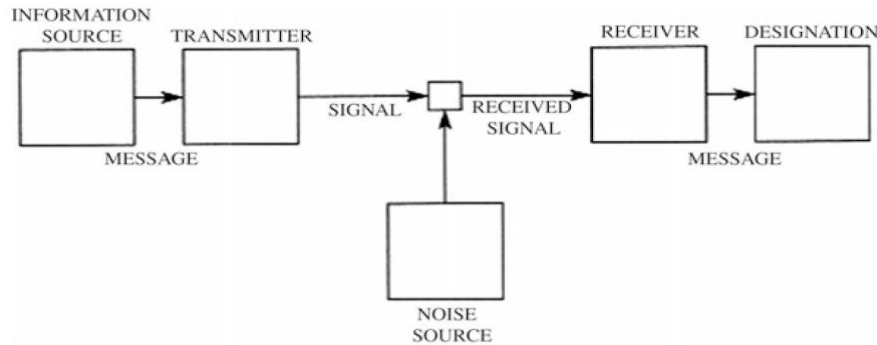 INFORMATION
SOURCE
TRANSMITTER
RECEIVER
DESIGNATION
SIGNAL
RECEIVED
SIGNAL
MESSAGE
MESSAGE
NOISE
SOURCE